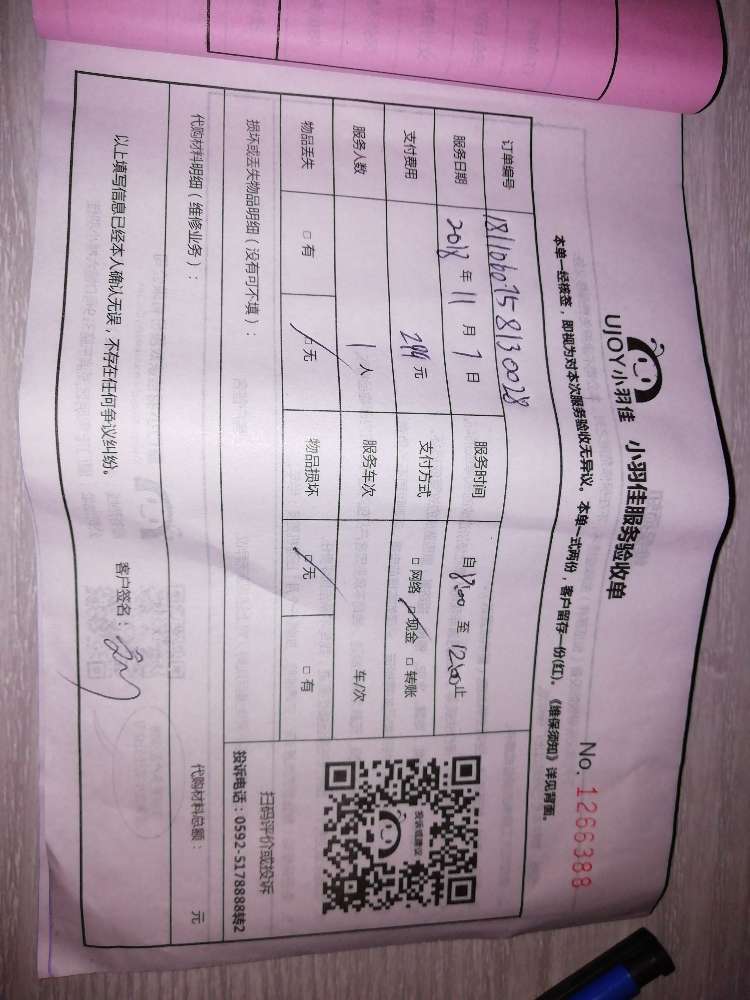 UJOY小羽佳 小羽佳服务验收单
No. 1266388
本单一经核签，即视为对本次服务验收无异议。本单一式两份，客户留存一份(红)。《维保须知》详见背面。
订单编号 1811060758130028
服务日期 2018 年 11 月 7 日 服务时间 自 8:00 至 12:00 止
支付费用 元 支付方式 □ 网络 □ 现金 □ 转账
服务人数 1 人 服务车次 车/次
物品丢失 □ 有 □ 无 物品损坏 □ 无 □ 有
损坏或丢失物品明细（没有可不填）：
代购材料明细（维修业务）： 代购材料总额： 元
以上填写信息已经本人确认无误，不存在任何争议纠纷。 客户签名：
扫码评价或投诉
投诉电话：0592-5178888转2